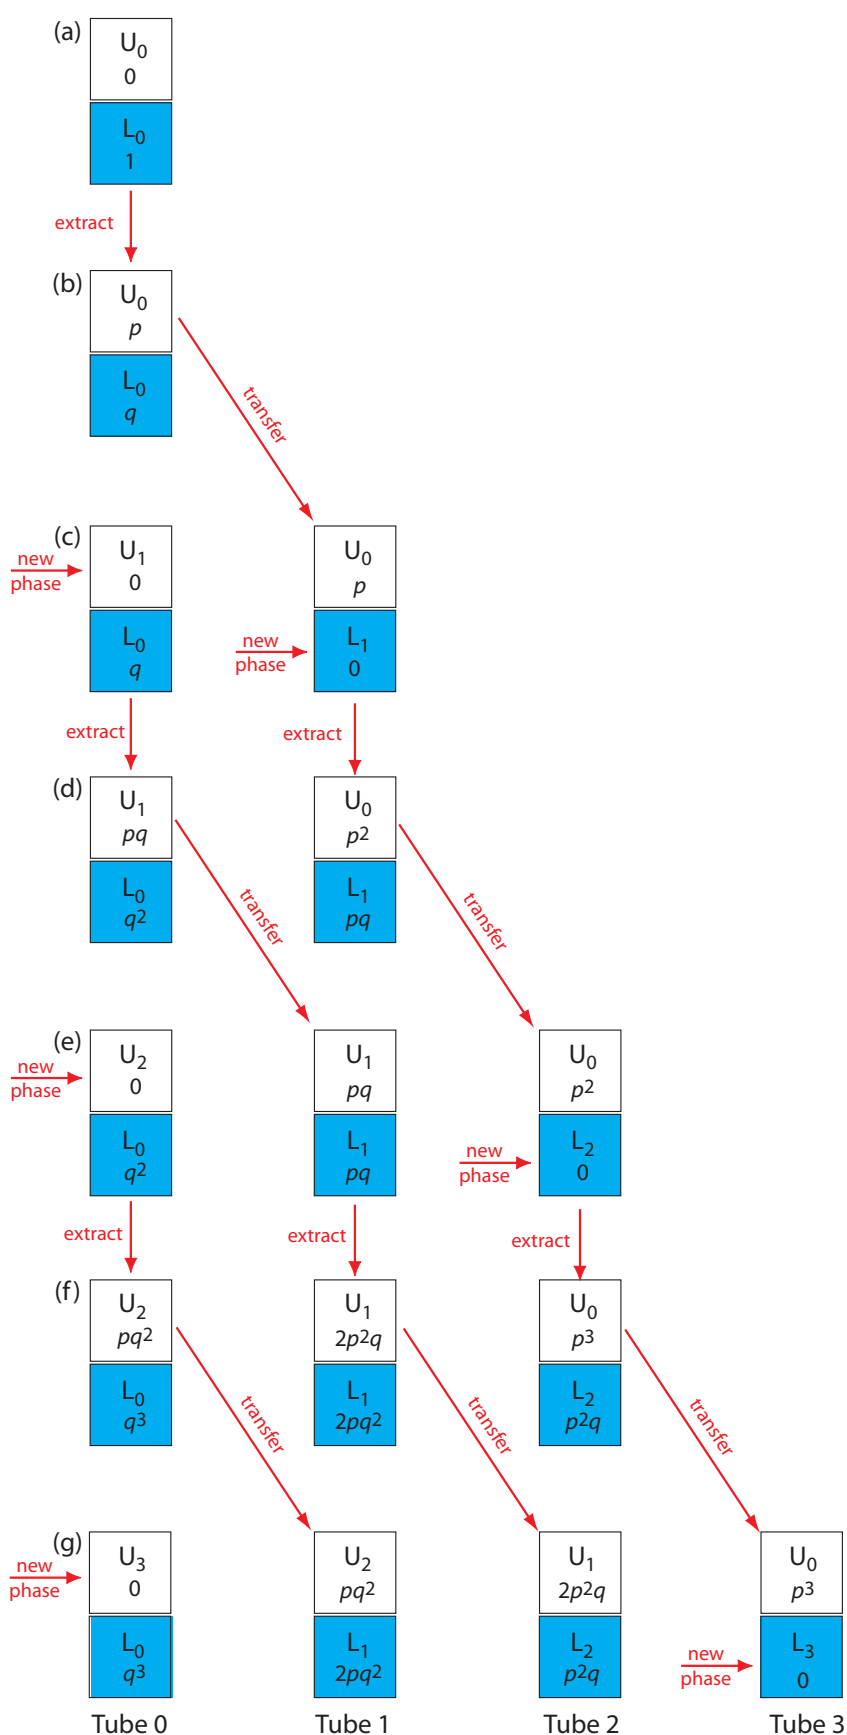 (a)
U₀
0
L₀
1
extract
(b)
U₀
p
L₀
q
transfer
(c)
new
phase
U₁
0
U₀
p
L₀
q
new
phase
L₁
0
extract
extract
(d)
U₁
pq
U₀
p²
L₀
q²
L₁
pq
transfer
transfer
(e)
new
phase
U₂
0
U₁
pq
U₀
p²
L₀
q²
L₁
pq
new
phase
L₂
0
extract
extract
extract
(f)
U₂
pq²
U₁
2p²q
U₀
p³
L₀
q³
L₁
2pq²
L₂
p²q
transfer
transfer
transfer
(g)
new
phase
U₃
0
U₂
pq²
U₁
2p²q
U₀
p³
L₀
q³
L₁
2pq²
L₂
p²q
new
phase
L₃
0
Tube 0 Tube 1 Tube 2 Tube 3